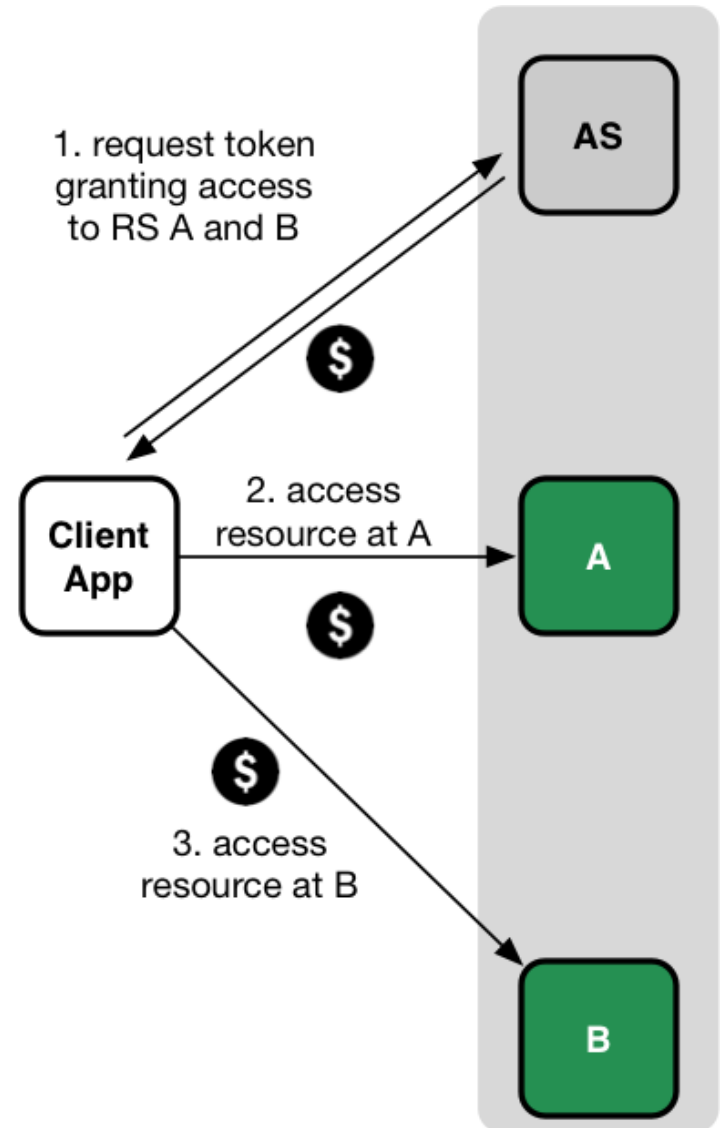 AS
1. request token
granting access
to RS A and B
$
Client
App
2. access
resource at A
A
$
$
3. access
resource at B
B